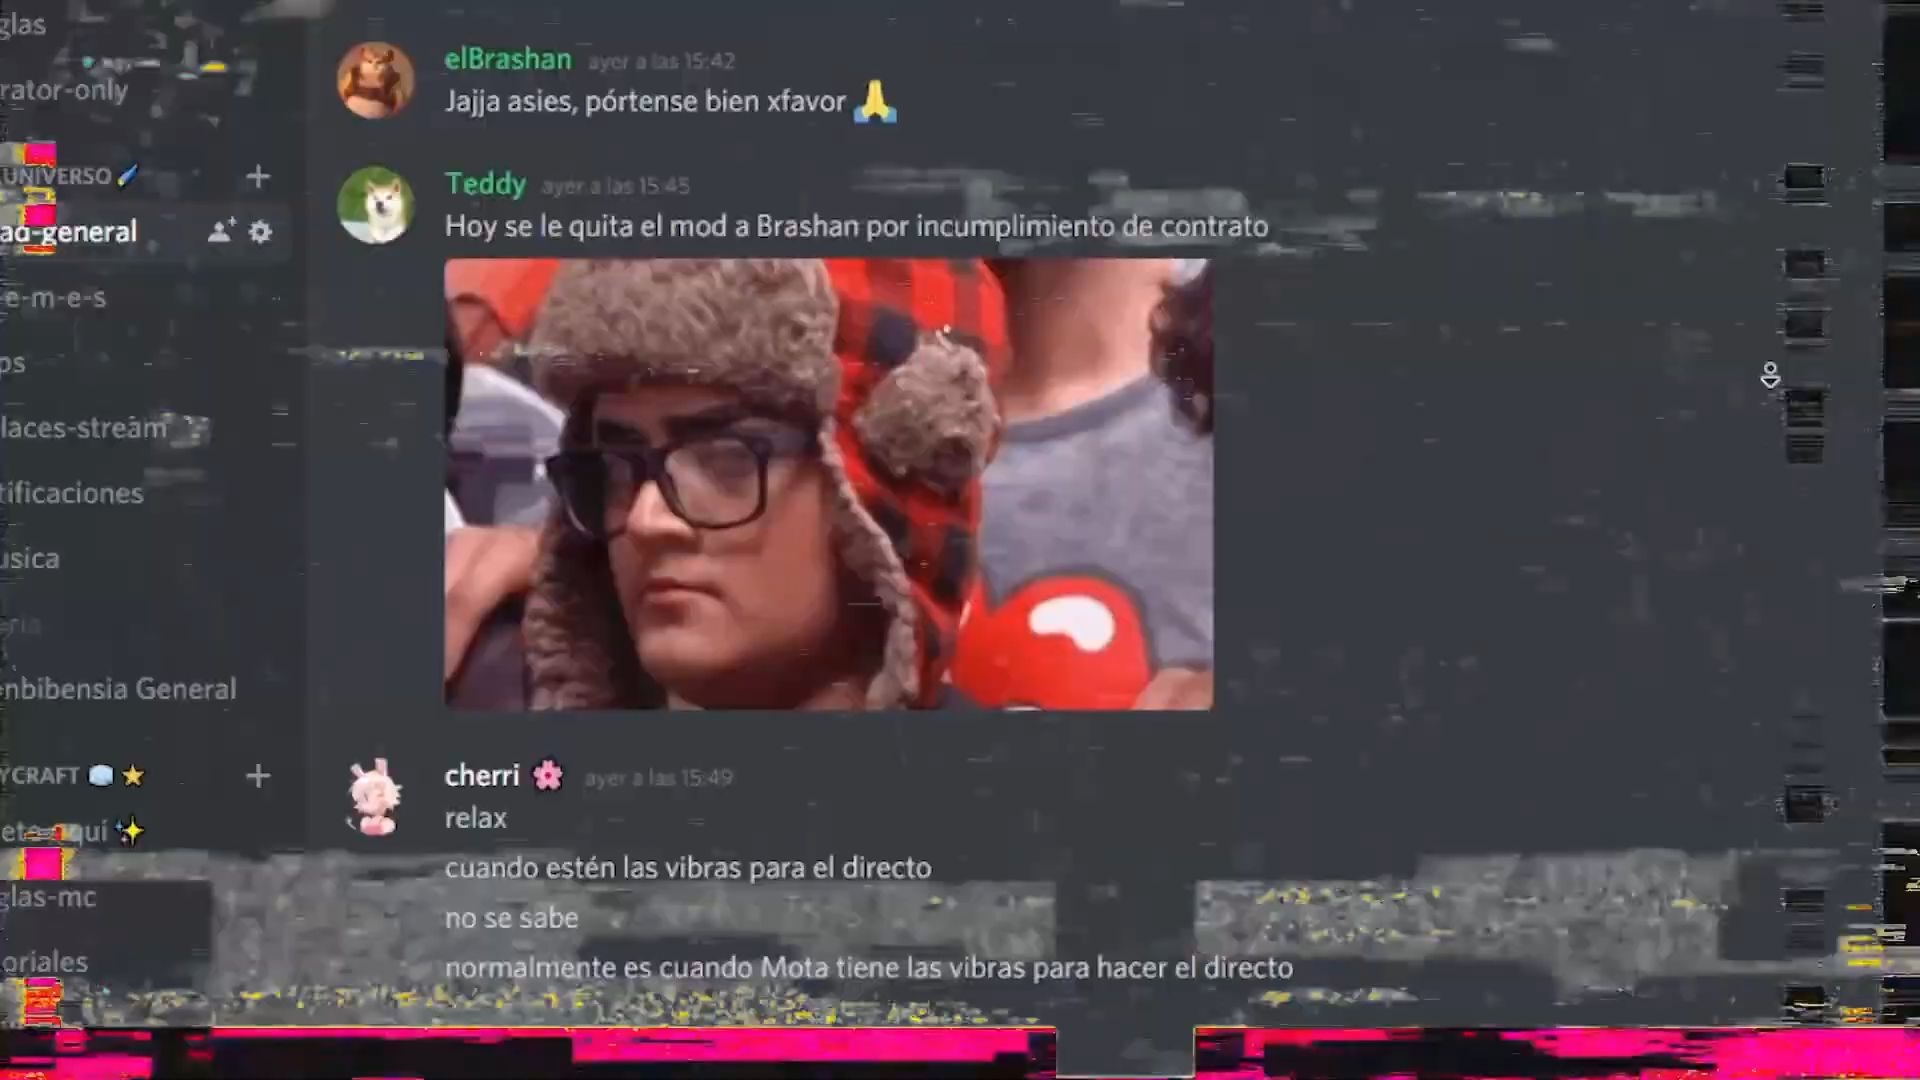 glas
rator-only
UNIVERSO
ad-general
e-m-e-s
ps
laces-stream
tificaciones
usica
eria
nbibensia General
YCRAFT
glas-mc
oriales
elBrashan ayer a las 15:42
Jajja asies, pórtense bien xfavor 🙏
Teddy ayer a las 15:45
Hoy se le quita el mod a Brashan por incumplimiento de contrato
cherri 🌸 ayer a las 15:49
relax
cuando estén las vibras para el directo
no se sabe
normalmente es cuando Mota tiene las vibras para hacer el directo